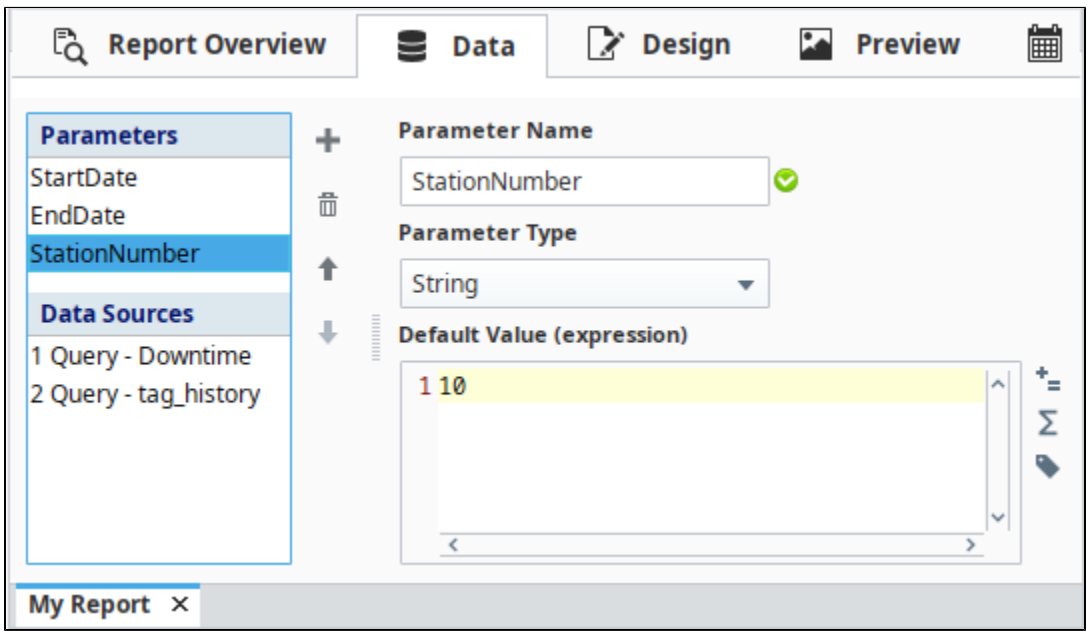 Report Overview Data Design Preview
Parameters
StartDate
EndDate
StationNumber
Data Sources
1 Query - Downtime
2 Query - tag_history
Parameter Name
StationNumber
Parameter Type
String
Default Value (expression)
1 10
My Report